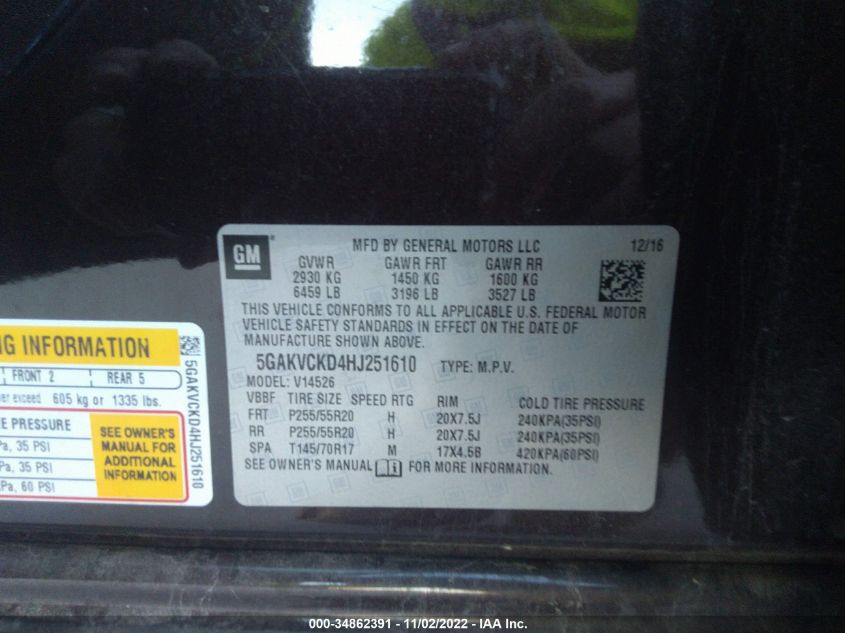 GM
MFD BY GENERAL MOTORS LLC 12/16
GVWR GAWR FRT GAWR RR
2930 KG 1450 KG 1600 KG
6459 LB 3196 LB 3527 LB
THIS VEHICLE CONFORMS TO ALL APPLICABLE U.S. FEDERAL MOTOR
VEHICLE SAFETY STANDARDS IN EFFECT ON THE DATE OF
MANUFACTURE SHOWN ABOVE.
5GAKVCKD4HJ251610 TYPE: M.P.V.
MODEL: V14526
VBBF TIRE SIZE SPEED RTG RIM COLD TIRE PRESSURE
FRT P255/55R20 H 20X7.5J 240KPA(35PSI)
RR P255/55R20 H 20X7.5J 240KPA(35PSI)
SPA T145/70R17 M 17X4.5B 420KPA(60PSI)
SEE OWNER'S MANUAL FOR MORE INFORMATION.
NG INFORMATION
FRONT 2 REAR 5
ver exceed 605 kg or 1335 lbs.
E PRESSURE
Pa, 35 PSI
Pa, 35 PSI
Pa, 60 PSI
SEE OWNER'S
MANUAL FOR
ADDITIONAL
INFORMATION
5GAKVCKD4HJ251610
000-34862391 - 11/02/2022 - IAA Inc.